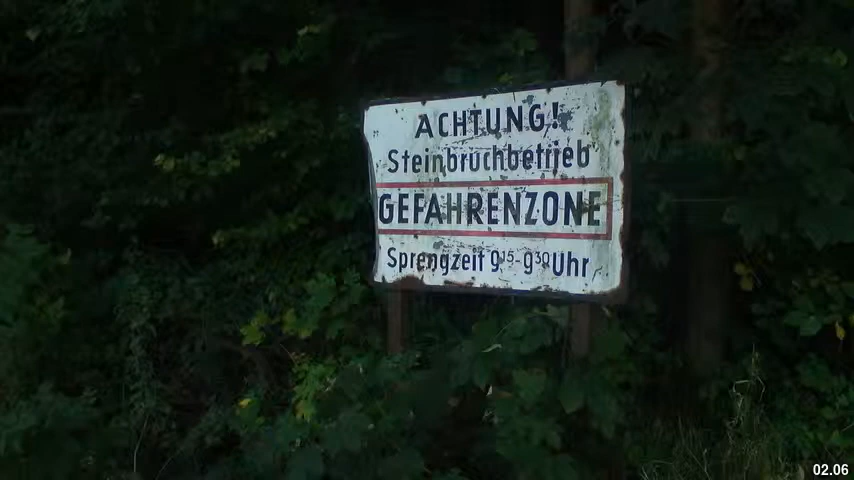 ACHTUNG!
Steinbruchbetrieb
GEFAHRENZONE
Sprengzeit 9¹⁵-9³⁰ Uhr
02.06